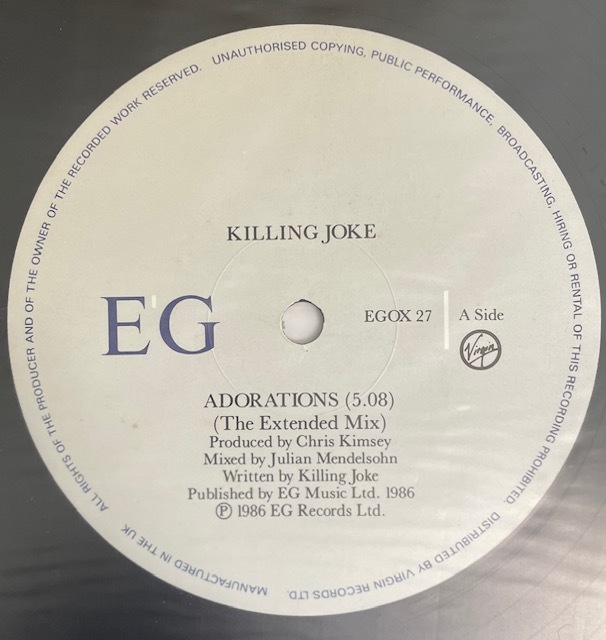 ALL RIGHTS OF THE PRODUCER AND OF THE OWNER OF THE RECORDED WORK RESERVED. UNAUTHORISED COPYING, PUBLIC PERFORMANCE, BROADCASTING, HIRING OR RENTAL OF THIS RECORDING PROHIBITED. DISTRIBUTED BY VIRGIN RECORDS LTD. MANUFACTURED IN THE UK
KILLING JOKE
E'G
EGOX 27
A Side
Virgin
ADORATIONS (5.08)
(The Extended Mix)
Produced by Chris Kimsey
Mixed by Julian Mendelsohn
Written by Killing Joke
Published by EG Music Ltd. 1986
Ⓟ 1986 EG Records Ltd.